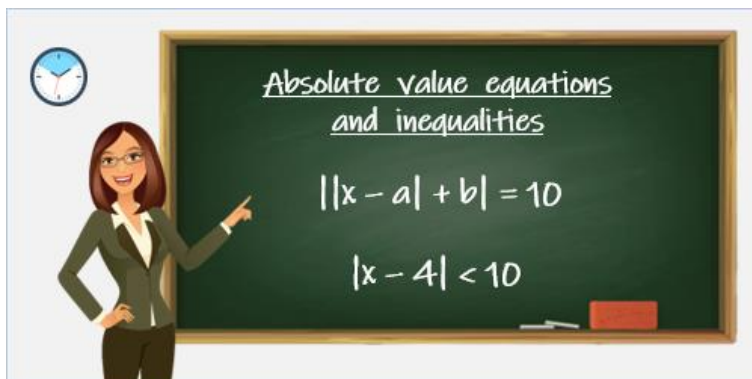 Absolute value equations
and inequalities
||x – a| + b| = 10
|x – 4| < 10